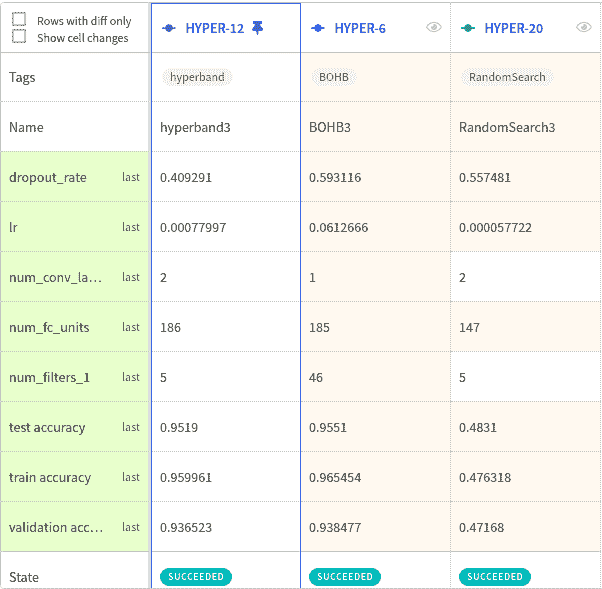 Rows with diff only
Show cell changes
HYPER-12 HYPER-6 HYPER-20
Tags hyperband BOHB RandomSearch
Name hyperband3 BOHB3 RandomSearch3
dropout_rate last 0.409291 0.593116 0.557481
lr last 0.00077997 0.0612666 0.000057722
num_conv_la... last 2 1 2
num_fc_units last 186 185 147
num_filters_1 last 5 46 5
test accuracy last 0.9519 0.9551 0.4831
train accuracy last 0.959961 0.965454 0.476318
validation acc... last 0.936523 0.938477 0.47168
State SUCCEEDED SUCCEEDED SUCCEEDED